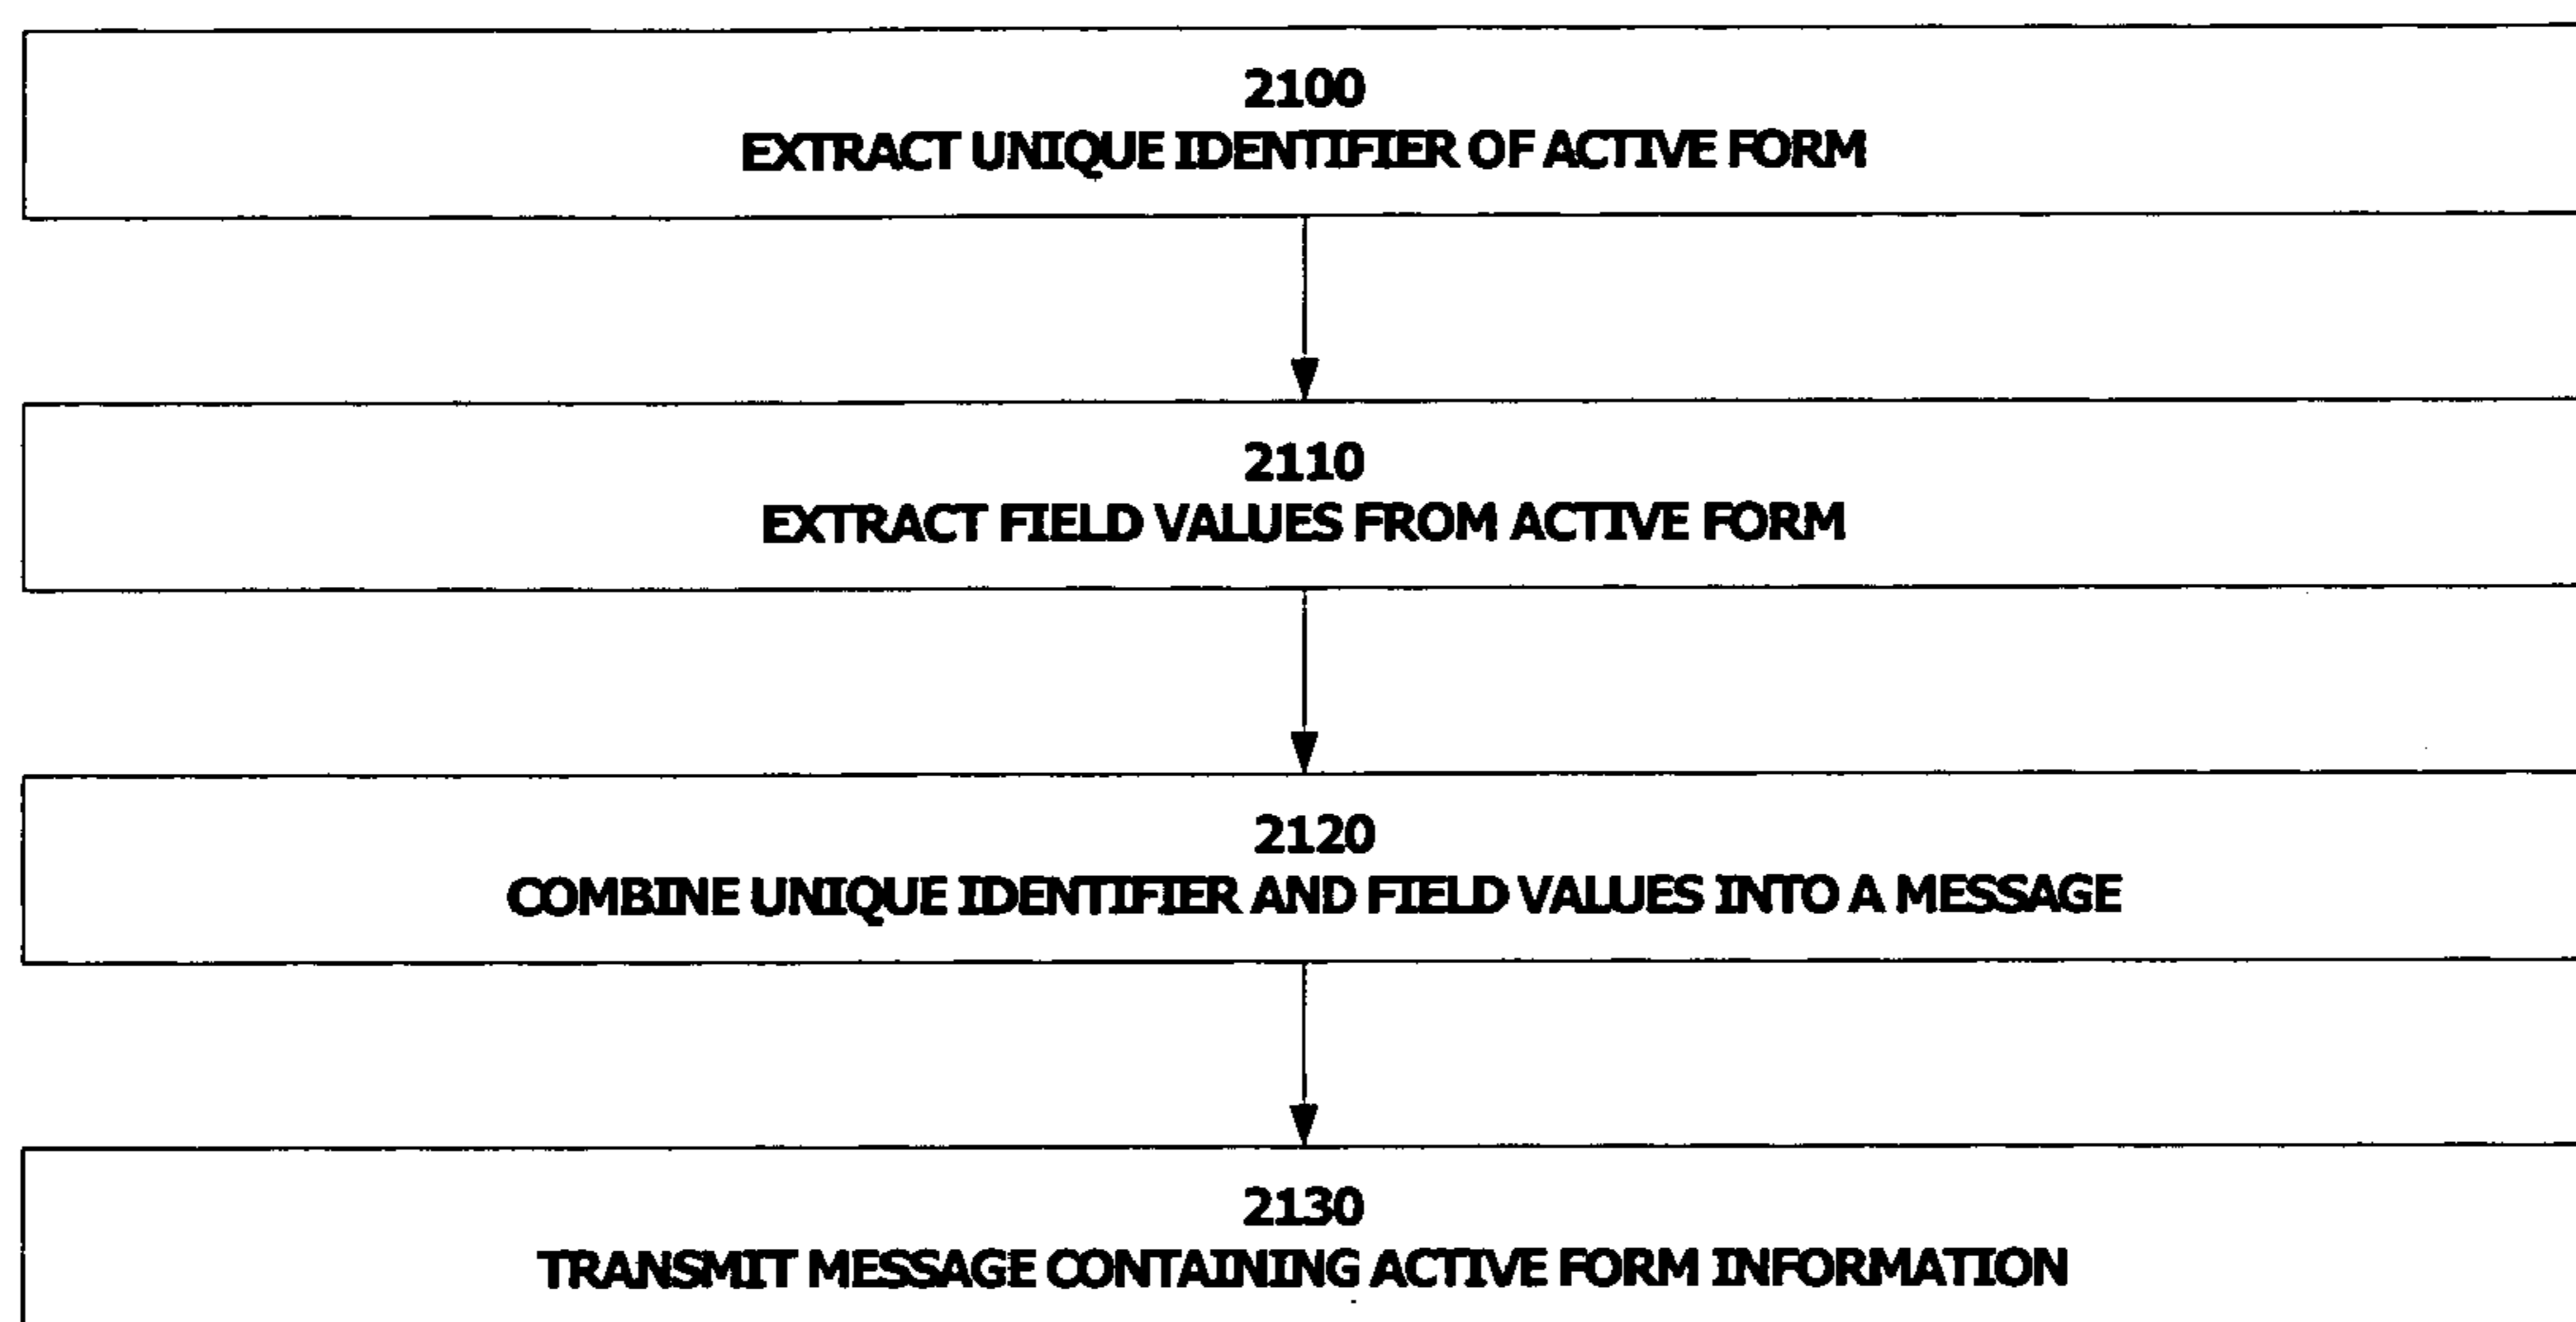 2100
EXTRACT UNIQUE IDENTIFIER OF ACTIVE FORM
2110
EXTRACT FIELD VALUES FROM ACTIVE FORM
2120
COMBINE UNIQUE IDENTIFIER AND FIELD VALUES INTO A MESSAGE
2130
TRANSMIT MESSAGE CONTAINING ACTIVE FORM INFORMATION